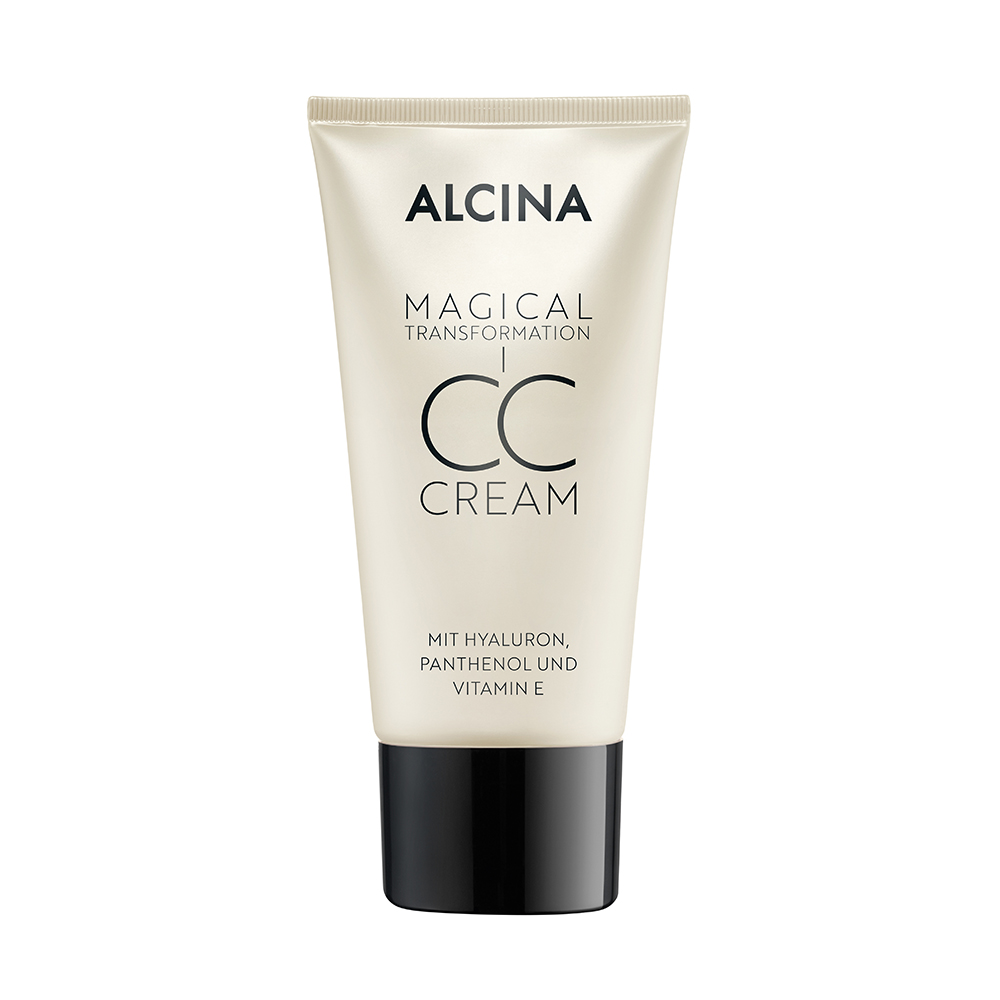 ALCINA
MAGICAL
TRANSFORMATION
CC
CREAM
MIT HYALURON,
PANTHENOL UND
VITAMIN E